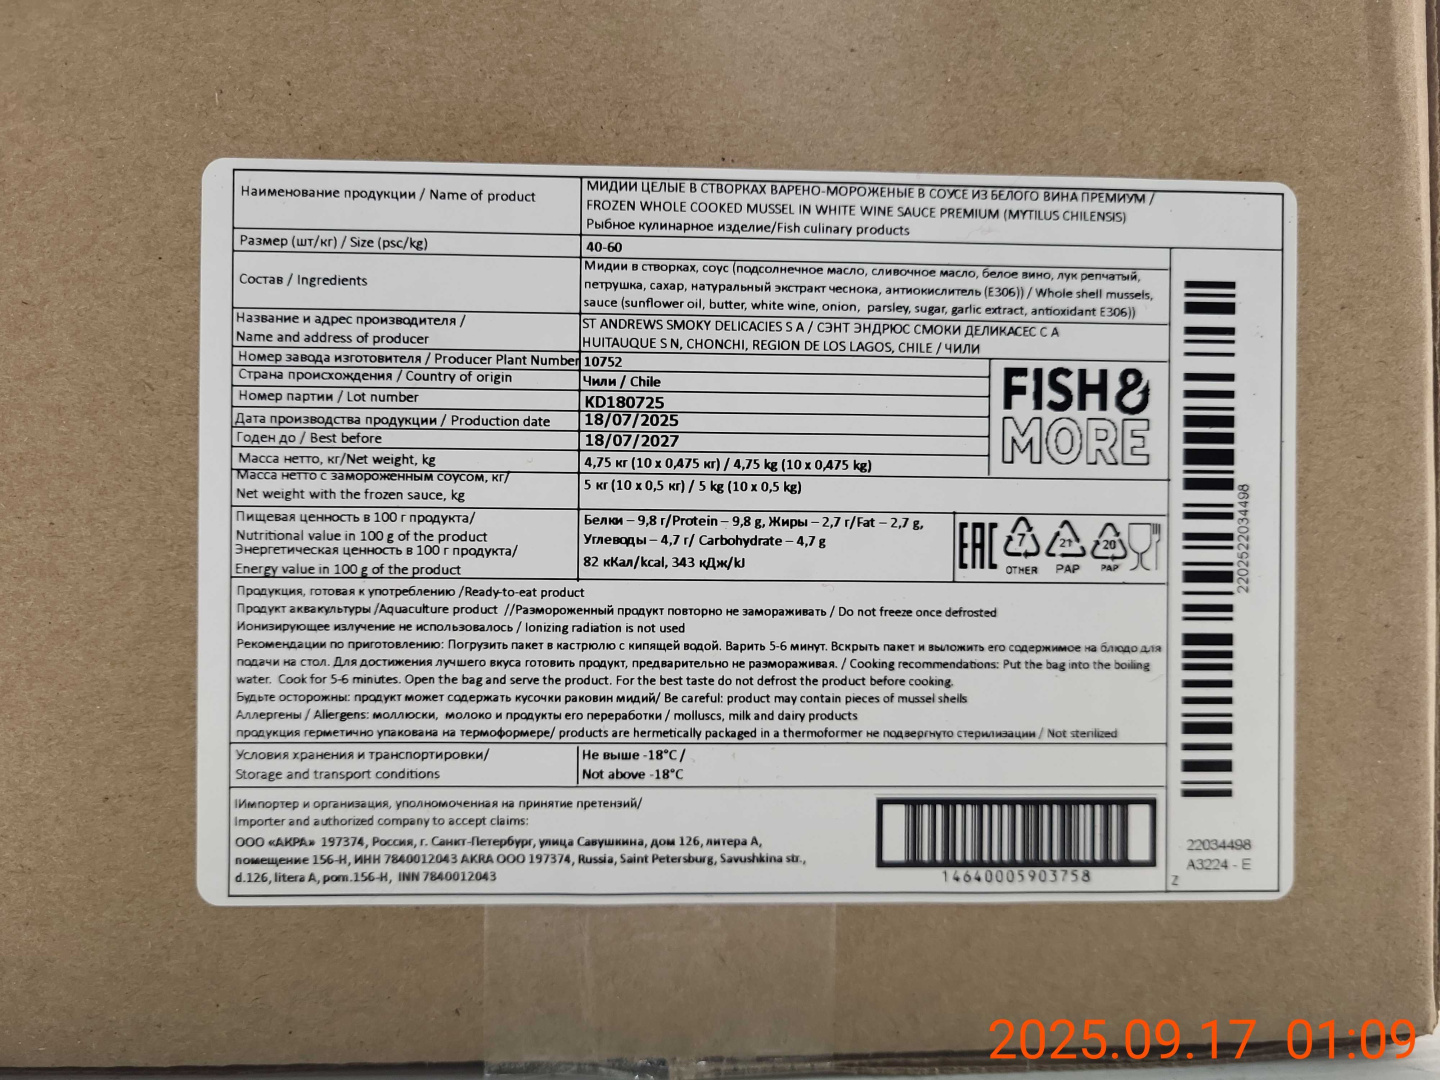 Наименование продукции / Name of product
МИДИИ ЦЕЛЫЕ В СТВОРКАХ ВАРЕНО-МОРОЖЕНЫЕ В СОУСЕ ИЗ БЕЛОГО ВИНА ПРЕМИУМ /
FROZEN WHOLE COOKED MUSSEL IN WHITE WINE SAUCE PREMIUM (MYTILUS CHILENSIS)
Рыбное кулинарное изделие/Fish culinary products
Размер (шт/кг) / Size (psc/kg)
40-60
Состав / Ingredients
Мидии в створках, соус (подсолнечное масло, сливочное масло, белое вино, лук репчатый,
петрушка, сахар, натуральный экстракт чеснока, антиокислитель (Е306)) / Whole shell mussels,
sauce (sunflower oil, butter, white wine, onion, parsley, sugar, garlic extract, antioxidant E306))
Название и адрес производителя /
Name and address of producer
ST ANDREWS SMOKY DELICACIES S A / СЭНТ ЭНДРЮС СМОКИ ДЕЛИКАСЕС С А
HUITAUQUE S N, CHONCHI, REGION DE LOS LAGOS, CHILE / ЧИЛИ
Номер завода изготовителя / Producer Plant Number
10752
Страна происхождения / Country of origin
Чили / Chile
Номер партии / Lot number
KD180725
Дата производства продукции / Production date
18/07/2025
Годен до / Best before
18/07/2027
Масса нетто, кг/Net weight, kg
4,75 кг (10 х 0,475 кг) / 4,75 kg (10 x 0,475 kg)
FISH&
MORE
Масса нетто с замороженным соусом, кг/
Net weight with the frozen sauce, kg
5 кг (10 х 0,5 кг) / 5 kg (10 x 0,5 kg)
Пищевая ценность в 100 г продукта/
Nutritional value in 100 g of the product
Энергетическая ценность в 100 г продукта/
Energy value in 100 g of the product
Белки – 9,8 г/Protein – 9,8 g, Жиры – 2,7 г/Fat – 2,7 g,
Углеводы – 4,7 г/ Carbohydrate – 4,7 g
82 кКал/kcal, 343 кДж/kJ
EAC
7
OTHER
21
PAP
20
PAP
Продукция, готовая к употреблению /Ready-to-eat product
Продукт аквакультуры /Aquaculture product //Размороженный продукт повторно не замораживать / Do not freeze once defrosted
Ионизирующее излучение не использовалось / Ionizing radiation is not used
Рекомендации по приготовлению: Погрузить пакет в кастрюлю с кипящей водой. Варить 5-6 минут. Вскрыть пакет и выложить его содержимое на блюдо для
подачи на стол. Для достижения лучшего вкуса готовить продукт, предварительно не размораживая. / Cooking recommendations: Put the bag into the boiling
water. Cook for 5-6 minutes. Open the bag and serve the product. For the best taste do not defrost the product before cooking.
Будьте осторожны: продукт может содержать кусочки раковин мидий/ Be careful: product may contain pieces of mussel shells
Аллергены / Allergens: моллюски, молоко и продукты его переработки / molluscs, milk and dairy products
продукция герметично упакована на термоформере/ products are hermetically packaged in a thermoformer не подвергнуто стерилизации / Not sterilized
Условия хранения и транспортировки/
Storage and transport conditions
Не выше -18°C /
Not above -18°C
Импортер и организация, уполномоченная на принятие претензий/
Importer and authorized company to accept claims:
ООО «АКРА» 197374, Россия, г. Санкт-Петербург, улица Савушкина, дом 126, литера А,
помещение 156-Н, ИНН 7840012043 AKRA OOO 197374, Russia, Saint Petersburg, Savushkina str.,
d.126, litera A, pom.156-H, INN 7840012043
14640005903758
2202522034498
22034498
A3224 - E
Z
2025.09.17 01:09